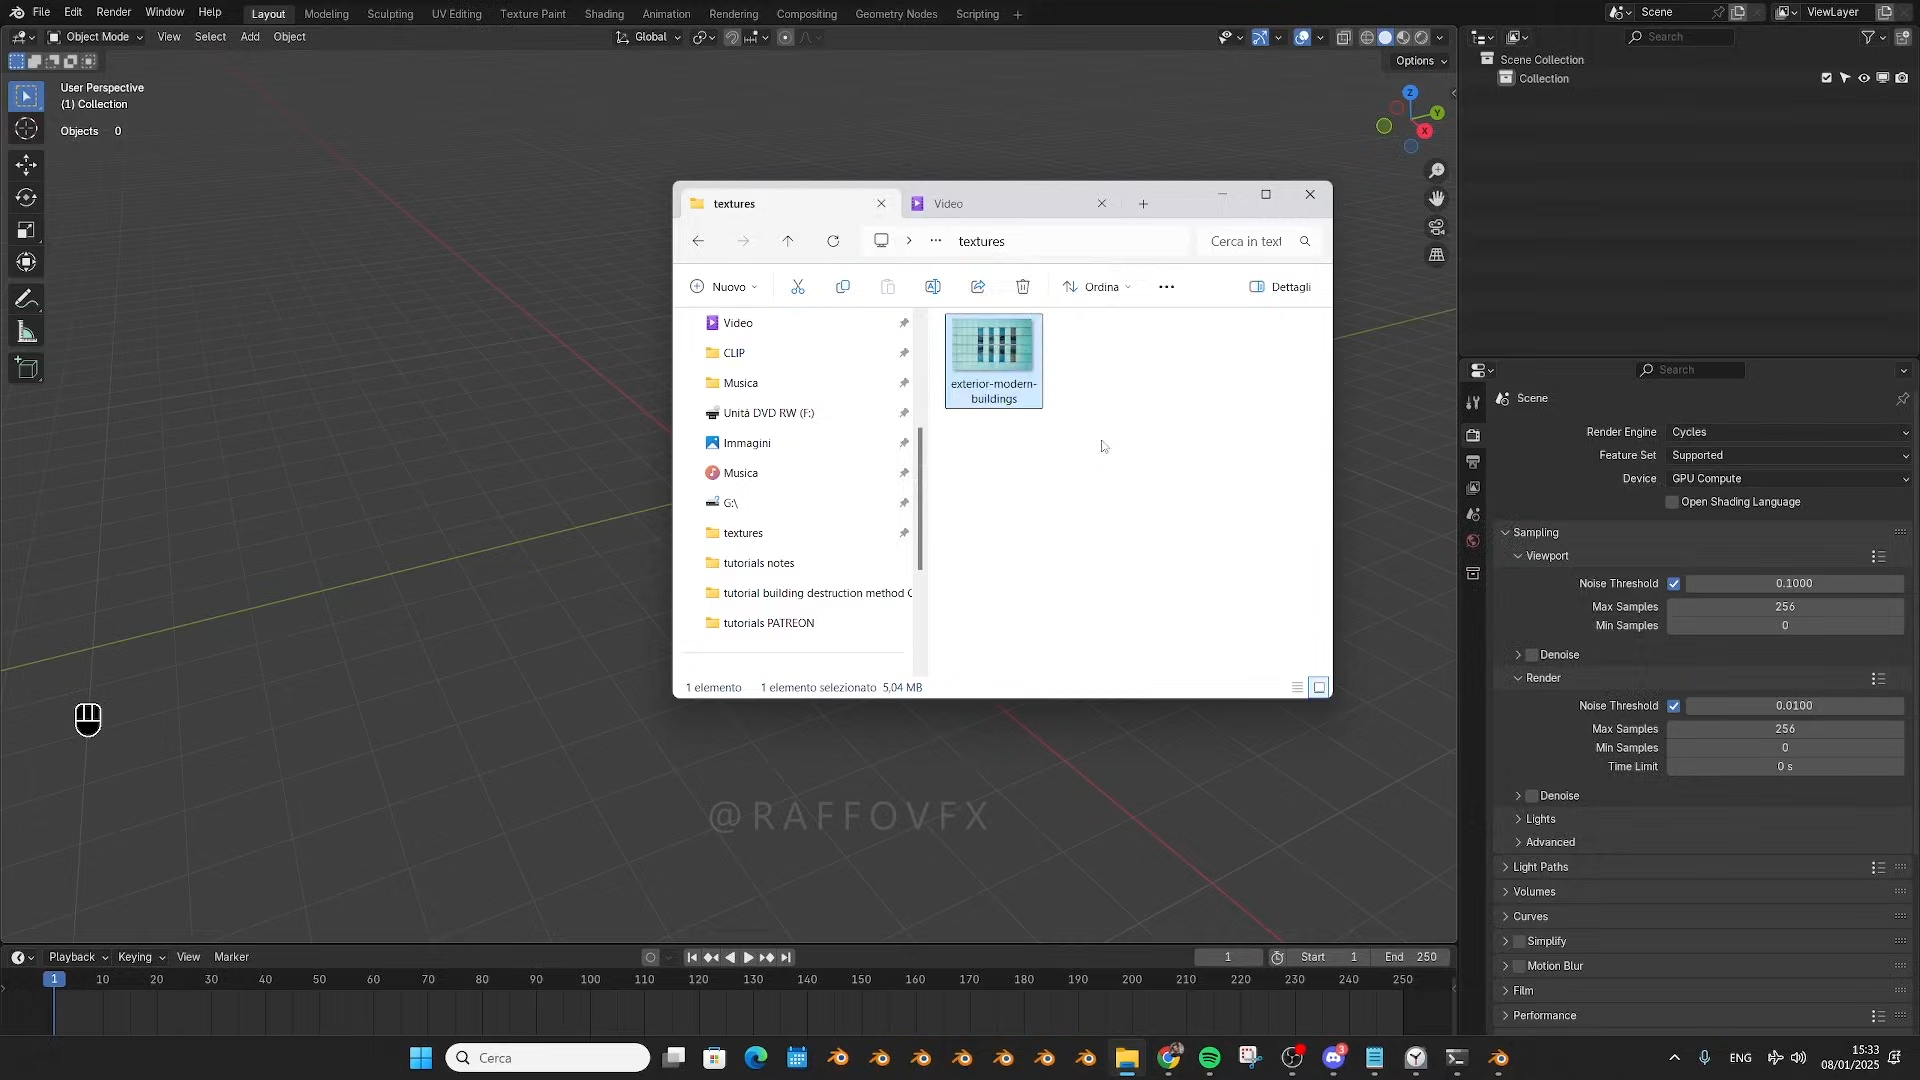 File Edit Render Window Help Layout Modeling Sculpting UV Editing Texture Paint Shading Animation Rendering Compositing Geometry Nodes Scripting + Scene ViewLayer
Object Mode View Select Add Object Global Search
Options
User Perspective
(1) Collection
Objects 0
Z
Y
X
Scene Collection
Collection
textures Video
textures Cerca in text
Nuovo Ordina Dettagli
Video
CLIP
Musica
Unità DVD RW (F:)
Immagini
Musica
G:\
textures
tutorials notes
tutorial building destruction method C
tutorials PATREON
exterior-modern-
buildings
1 elemento 1 elemento selezionato 5,04 MB
@RAFFOVFX
Search
Scene
Render Engine Cycles
Feature Set Supported
Device GPU Compute
Open Shading Language
Sampling
Viewport
Noise Threshold 0.1000
Max Samples 256
Min Samples 0
Denoise
Render
Noise Threshold 0.0100
Max Samples 256
Min Samples 0
Time Limit 0 s
Denoise
Lights
Advanced
Light Paths
Volumes
Curves
Simplify
Motion Blur
Film
Performance
Playback Keying View Marker 1 Start 1 End 250
1 10 20 30 40 50 60 70 80 90 100 110 120 130 140 150 160 170 180 190 200 210 220 230 240 250
Cerca 3 ENG 15:33
08/01/2025